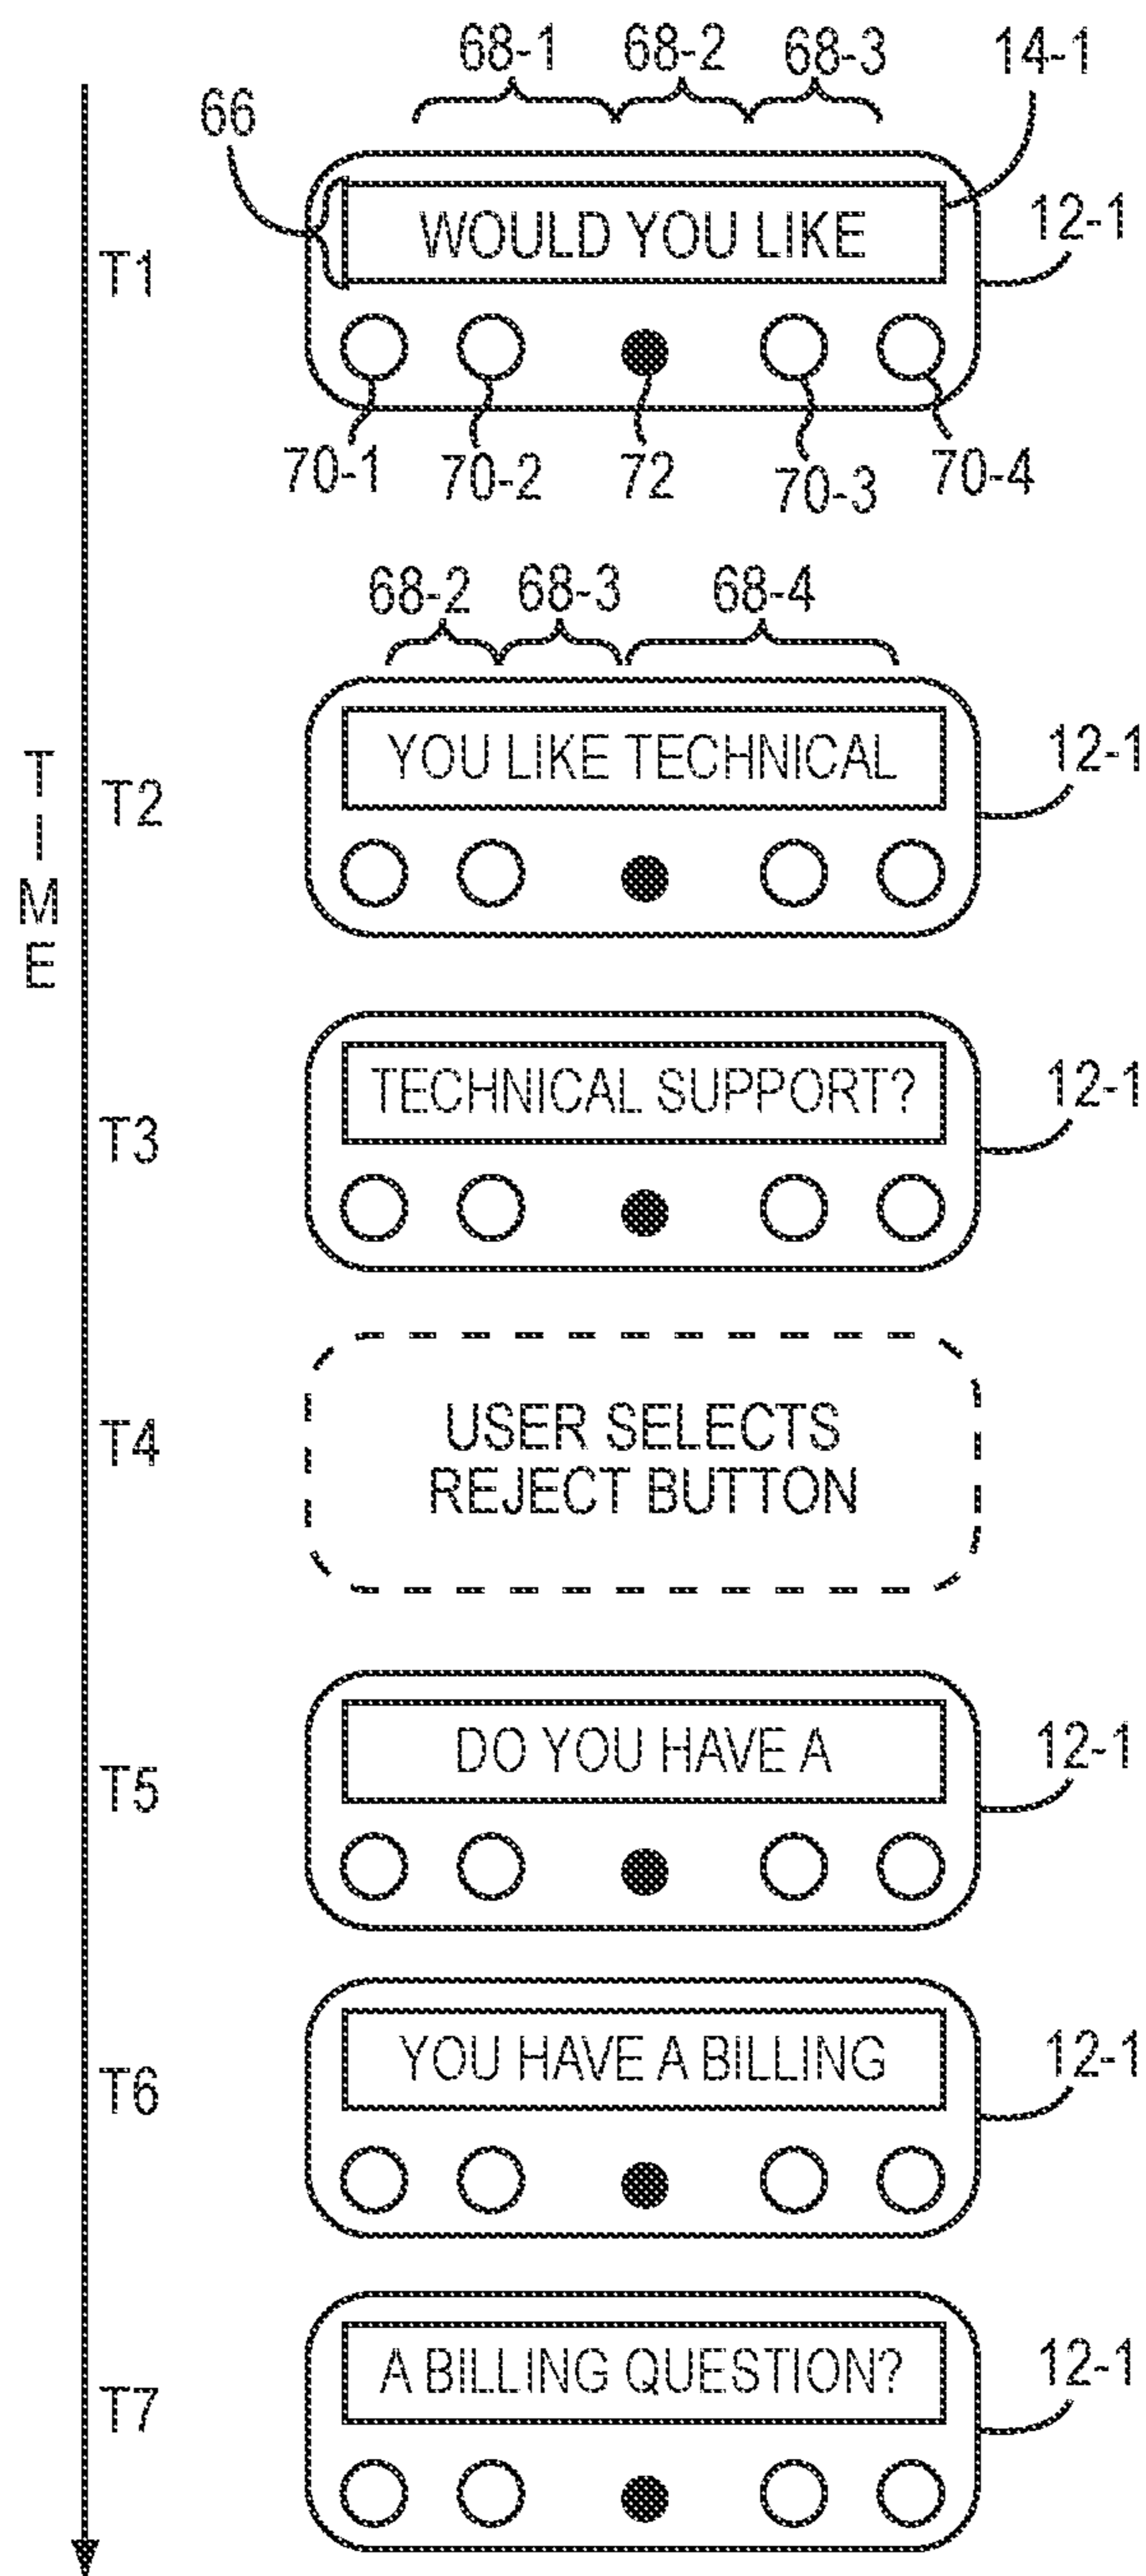 68-1 68-2 68-3 14-1
66
WOULD YOU LIKE
12-1
T1
70-1 70-2 72 70-3 70-4
68-2 68-3 68-4
YOU LIKE TECHNICAL
12-1
T2
TIME
TECHNICAL SUPPORT?
12-1
T3
T4
USER SELECTS
REJECT BUTTON
DO YOU HAVE A
12-1
T5
YOU HAVE A BILLING
12-1
T6
A BILLING QUESTION?
12-1
T7